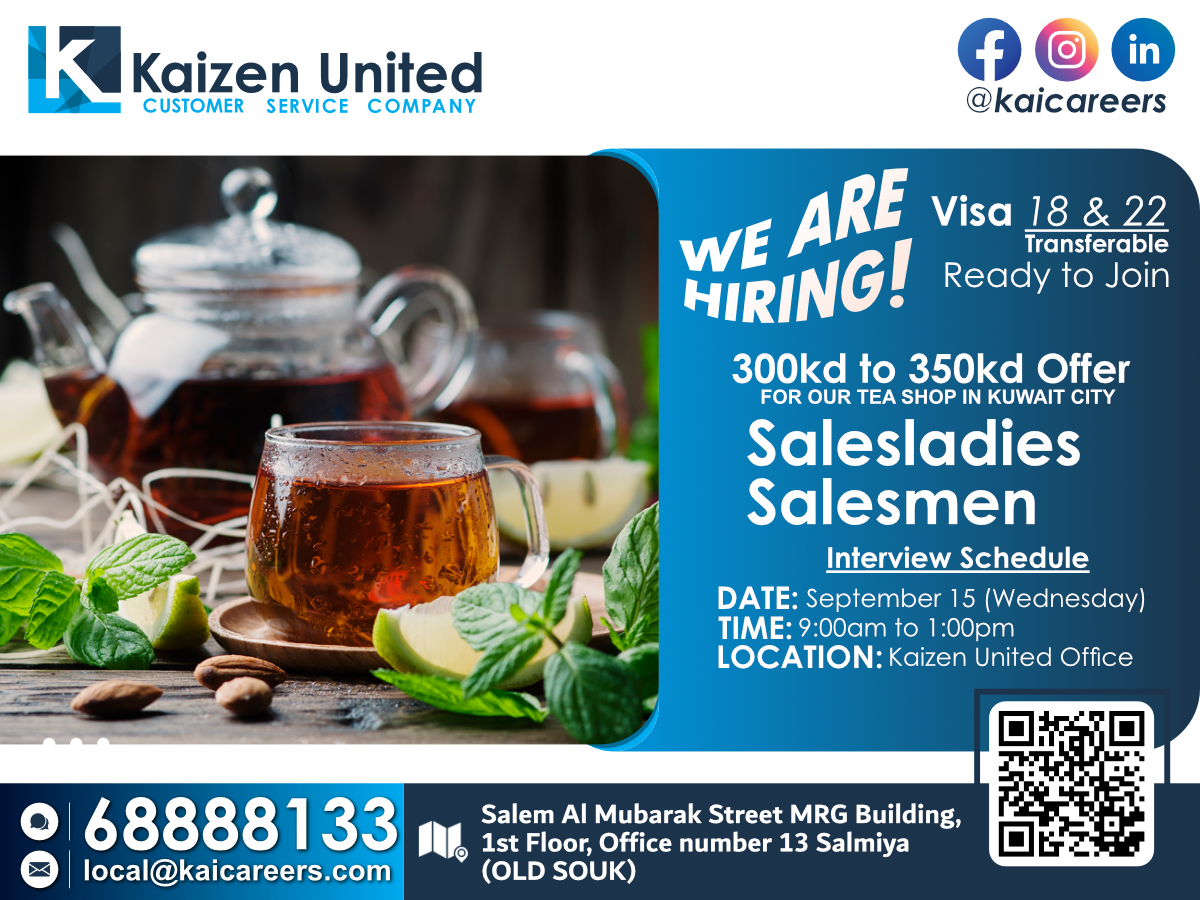 K
Kaizen United
CUSTOMER SERVICE COMPANY
f
in
@kaicareers
WE ARE
HIRING!
Visa 18 & 22
Transferable
Ready to Join
300kd to 350kd Offer
FOR OUR TEA SHOP IN KUWAIT CITY
Salesladies
Salesmen
Interview Schedule
DATE: September 15 (Wednesday)
TIME: 9:00am to 1:00pm
LOCATION: Kaizen United Office
68888133
local@kaicareers.com
Salem Al Mubarak Street MRG Building,
1st Floor, Office number 13 Salmiya
(OLD SOUK)